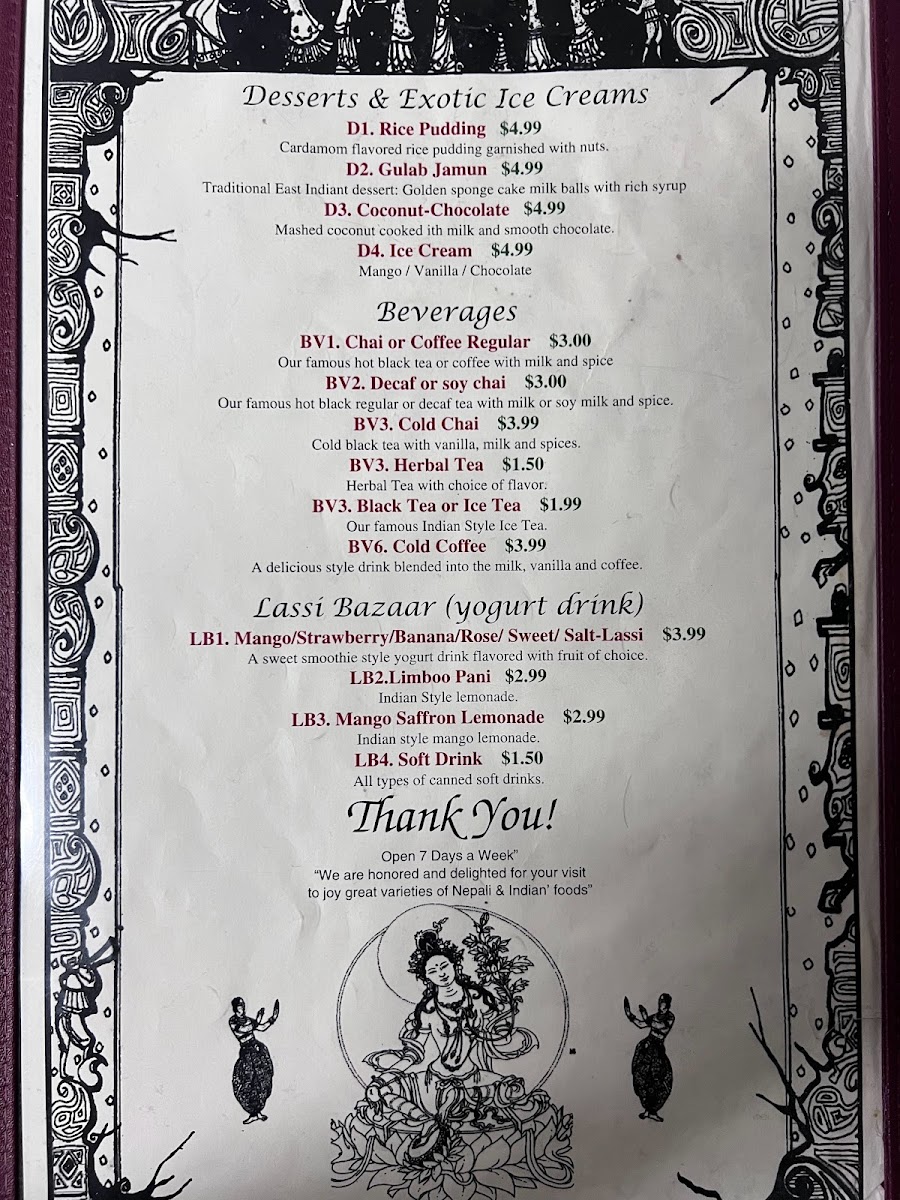 Desserts & Exotic Ice Creams
D1. Rice Pudding $4.99
Cardamom flavored rice pudding garnished with nuts.
D2. Gulab Jamun $4.99
Traditional East Indiant dessert: Golden sponge cake milk balls with rich syrup
D3. Coconut-Chocolate $4.99
Mashed coconut cooked ith milk and smooth chocolate.
D4. Ice Cream $4.99
Mango / Vanilla / Chocolate
Beverages
BV1. Chai or Coffee Regular $3.00
Our famous hot black tea or coffee with milk and spice
BV2. Decaf or soy chai $3.00
Our famous hot black regular or decaf tea with milk or soy milk and spice.
BV3. Cold Chai $3.99
Cold black tea with vanilla, milk and spices.
BV3. Herbal Tea $1.50
Herbal Tea with choice of flavor.
BV3. Black Tea or Ice Tea $1.99
Our famous Indian Style Ice Tea.
BV6. Cold Coffee $3.99
A delicious style drink blended into the milk, vanilla and coffee.
Lassi Bazaar (yogurt drink)
LB1. Mango/Strawberry/Banana/Rose/ Sweet/ Salt-Lassi $3.99
A sweet smoothie style yogurt drink flavored with fruit of choice.
LB2.Limboo Pani $2.99
Indian Style lemonade.
LB3. Mango Saffron Lemonade $2.99
Indian style mango lemonade.
LB4. Soft Drink $1.50
All types of canned soft drinks.
Thank You!
Open 7 Days a Week”
“We are honored and delighted for your visit
to joy great varieties of Nepali & Indian’ foods”